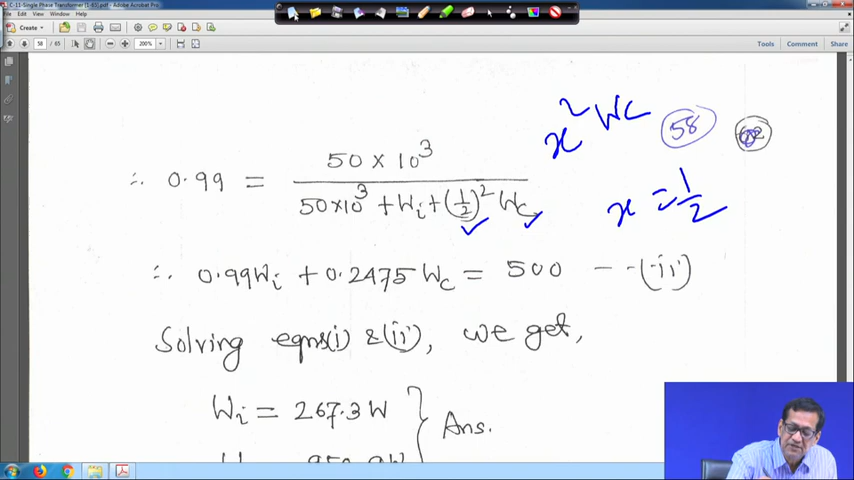 C-11-Single Phase Transformer [1-65].pdf - Adobe Acrobat Pro
File Edit View Window Help
Create
58 / 65 200% Tools Comment Share
x² Wc 58
∴ 0.99 = 50 × 10³ / 50×10³ + Wi + (1/2)² Wc
x = 1/2
∴ 0.99Wi + 0.2475 Wc = 500 --(ii)
Solving eqns(i) &(ii), we get,
Wi = 267.3 W } Ans.